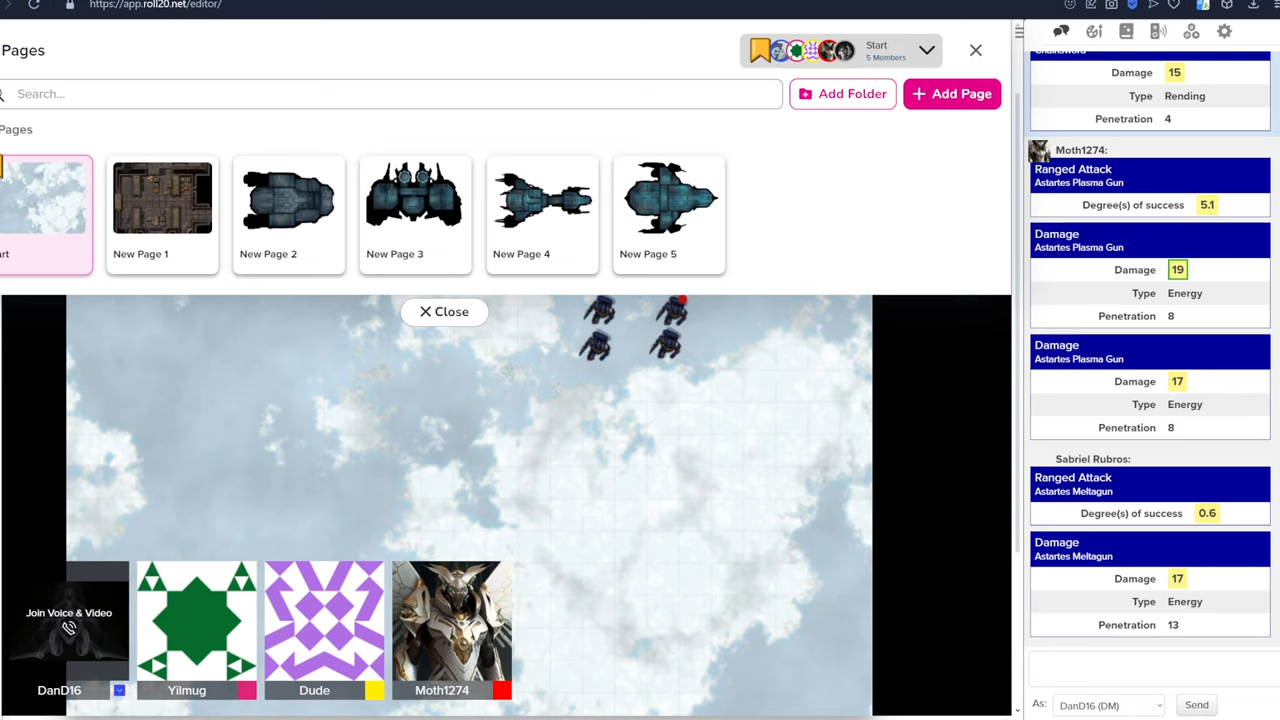 https://app.roll20.net/editor/
Pages
Start
5 Members
Search...
Add Folder
Add Page
Pages
art
New Page 1
New Page 2
New Page 3
New Page 4
New Page 5
Close
Join Voice & Video
DanD16
Yilmug
Dude
Moth1274
Chainsword
Damage 15
Type Rending
Penetration 4
Moth1274:
Ranged Attack
Astartes Plasma Gun
Degree(s) of success 5.1
Damage
Astartes Plasma Gun
Damage 19
Type Energy
Penetration 8
Damage
Astartes Plasma Gun
Damage 17
Type Energy
Penetration 8
Sabriel Rubros:
Ranged Attack
Astartes Meltagun
Degree(s) of success 0.6
Damage
Astartes Meltagun
Damage 17
Type Energy
Penetration 13
As: DanD16 (DM)
Send